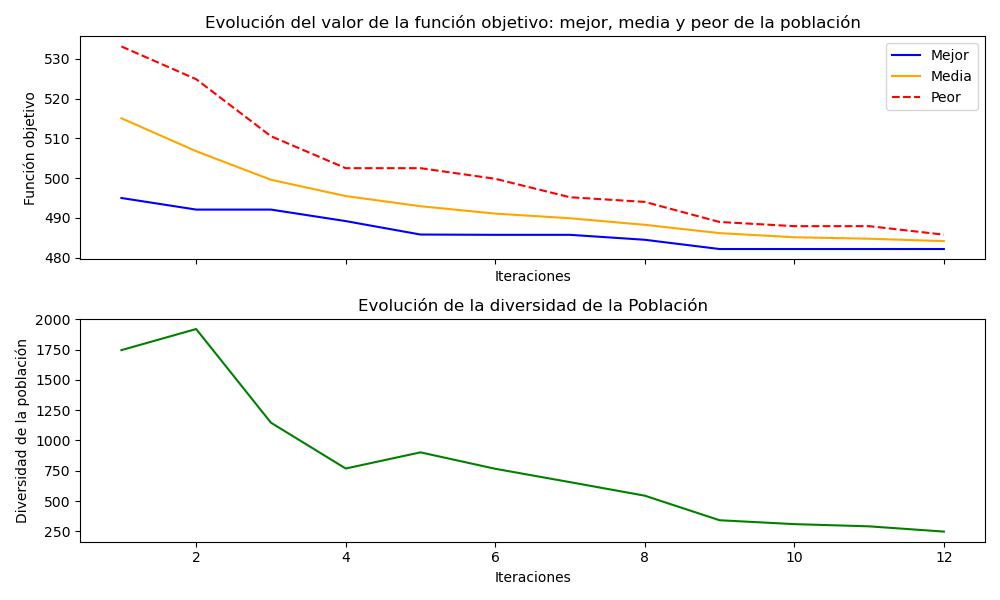 Evolución del valor de la función objetivo: mejor, media y peor de la población
Función objetivo
530
520
510
500
490
480
Mejor
Media
Peor
Iteraciones
Evolución de la diversidad de la Población
Diversidad de la población
2000
1750
1500
1250
1000
750
500
250
2 4 6 8 10 12
Iteraciones